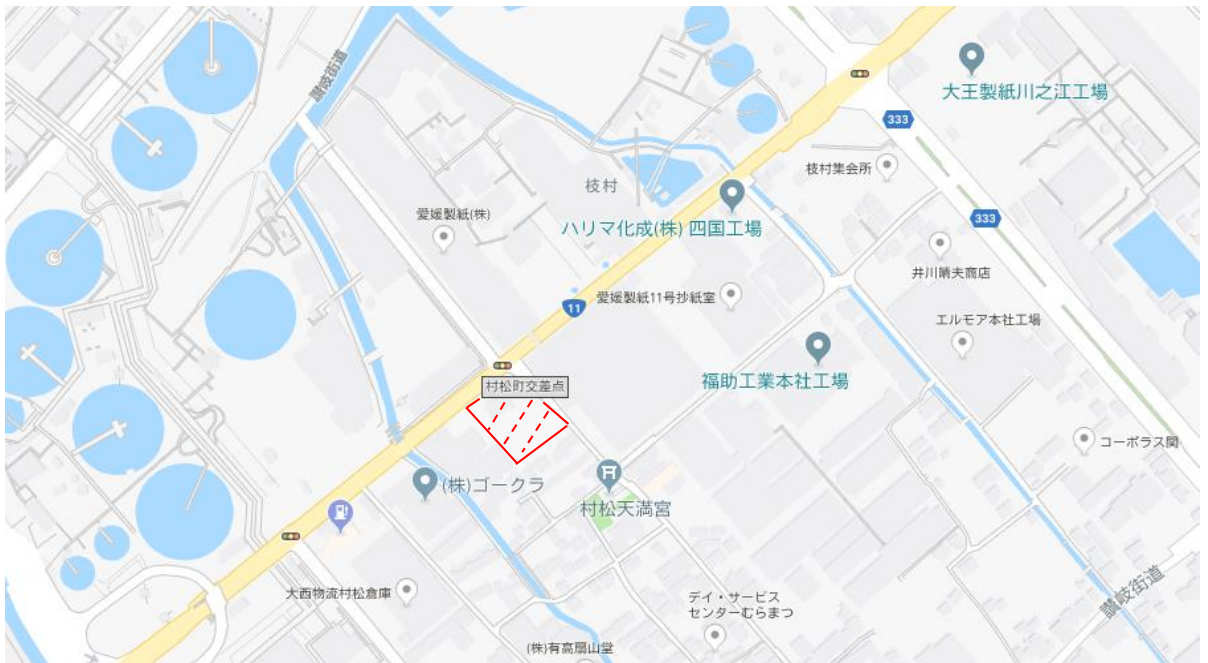 讃岐街道
大王製紙川之江工場
333
枝村集会所
枝村
愛媛製紙(株)
ハリマ化成(株) 四国工場
333
井川晴夫商店
愛媛製紙11号抄紙室
11
エルモア本社工場
村松町交差点
福助工業本社工場
コーポラス関
(株)ゴークラ
村松天満宮
大西物流村松倉庫
讃岐街道
デイ・サービス
センターむらまつ
(株)有高扇山堂